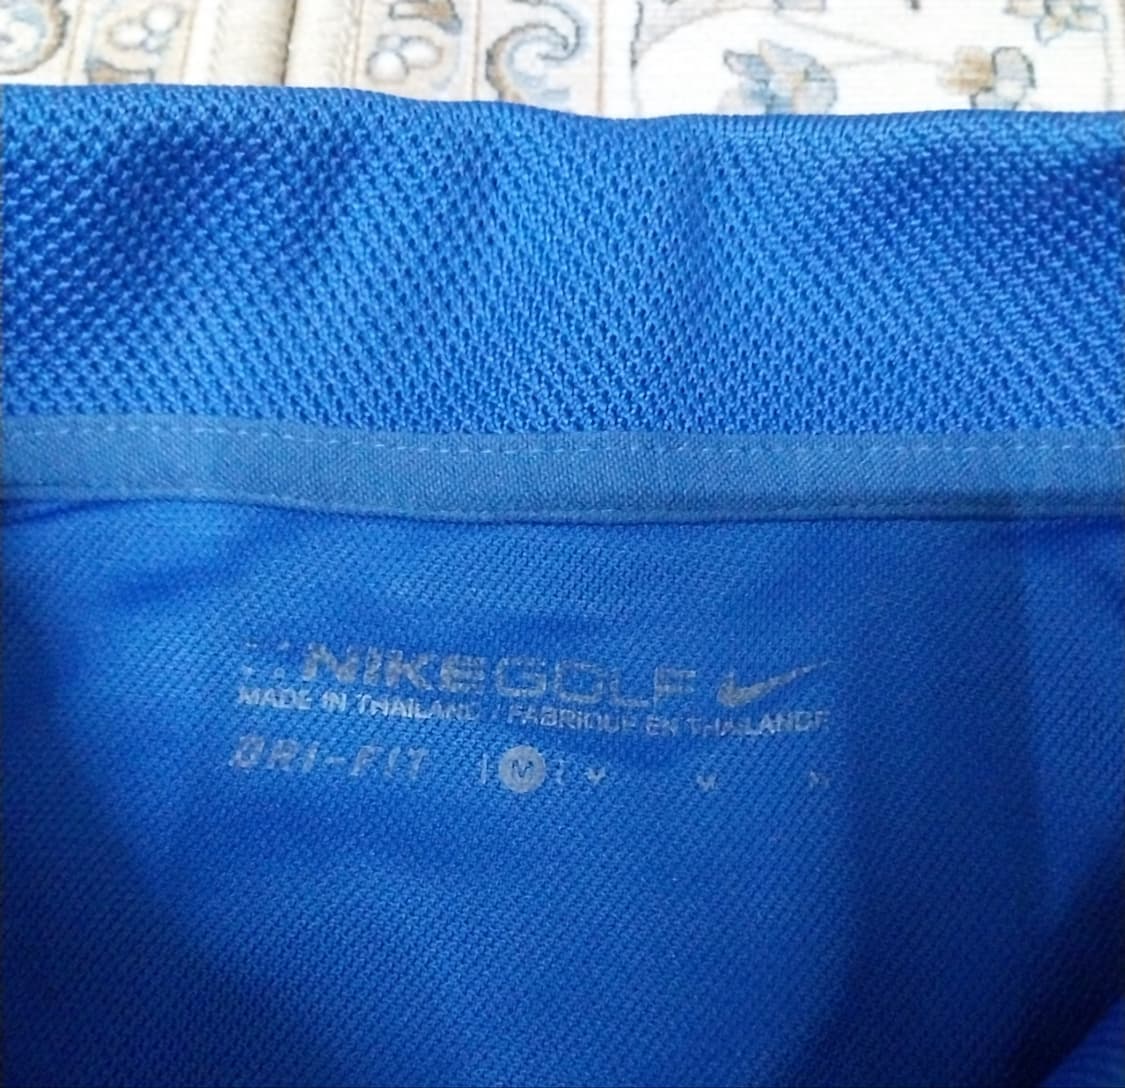 NIKEGOLF
MADE IN THAILAND / FABRIQUE EN THAILANDE
DRI-FIT M